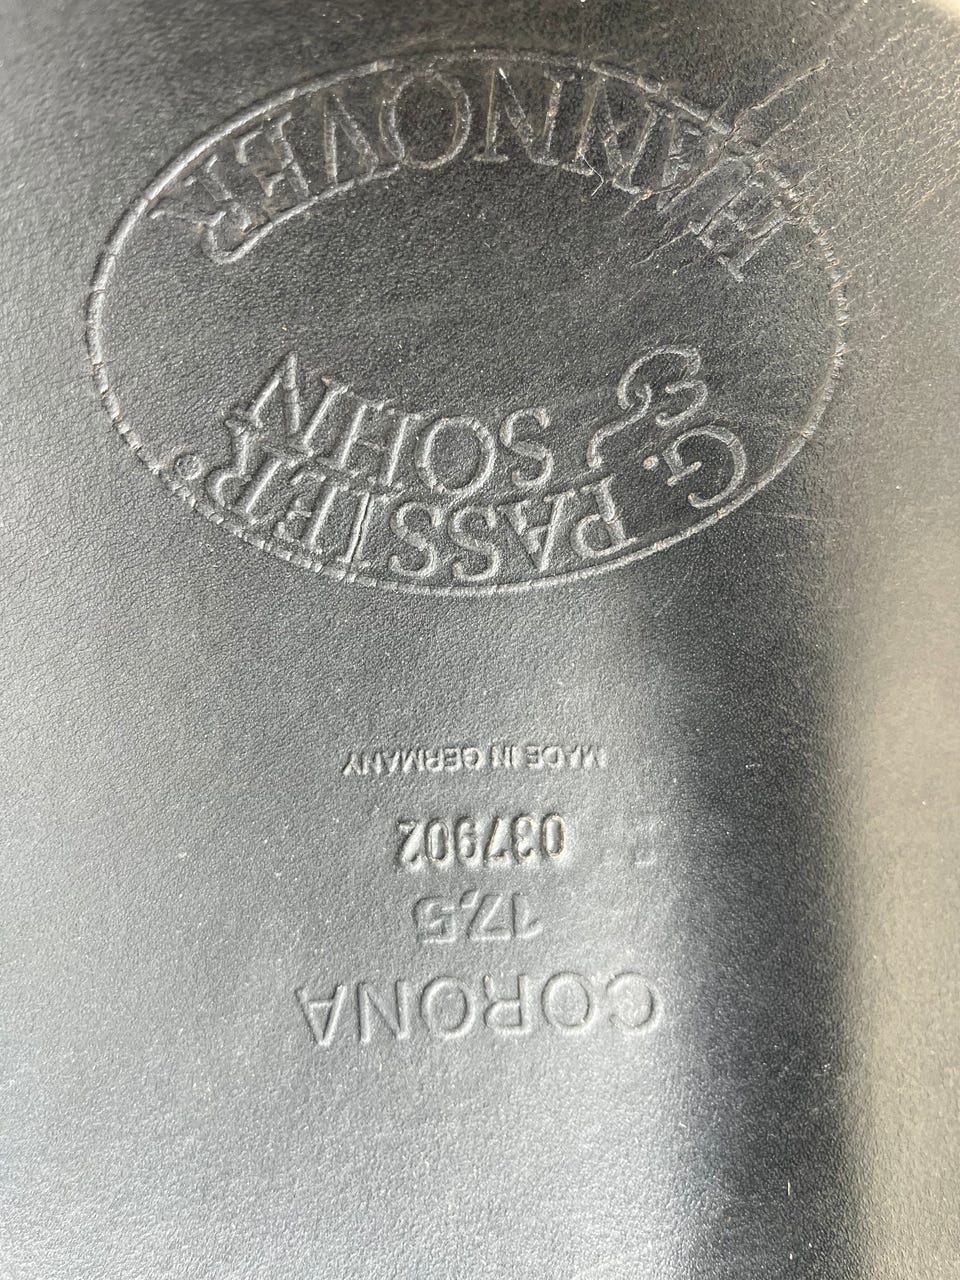 CORONA
17,5
037902
MADE IN GERMANY
G. PASSIER®
& SOHN
HANNOVER